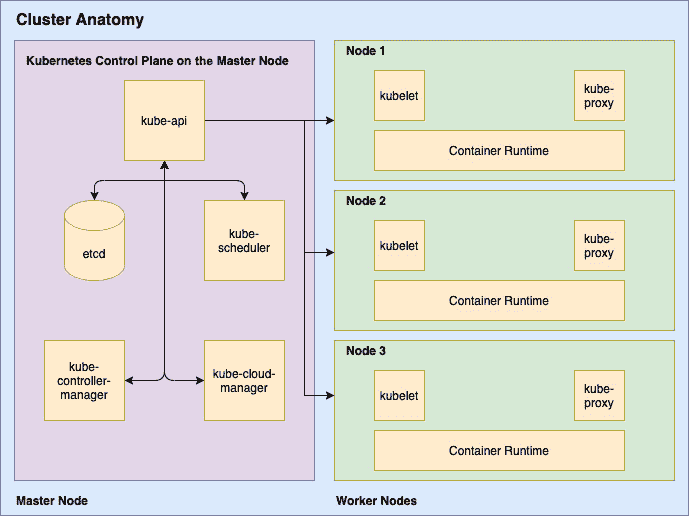 Cluster Anatomy
Kubernetes Control Plane on the Master Node
kube-api
etcd
kube-
scheduler
kube-
controller-
manager
kube-cloud-
manager
Master Node
Node 1
kubelet
kube-
proxy
Container Runtime
Node 2
kubelet
kube-
proxy
Container Runtime
Node 3
kubelet
kube-
proxy
Container Runtime
Worker Nodes